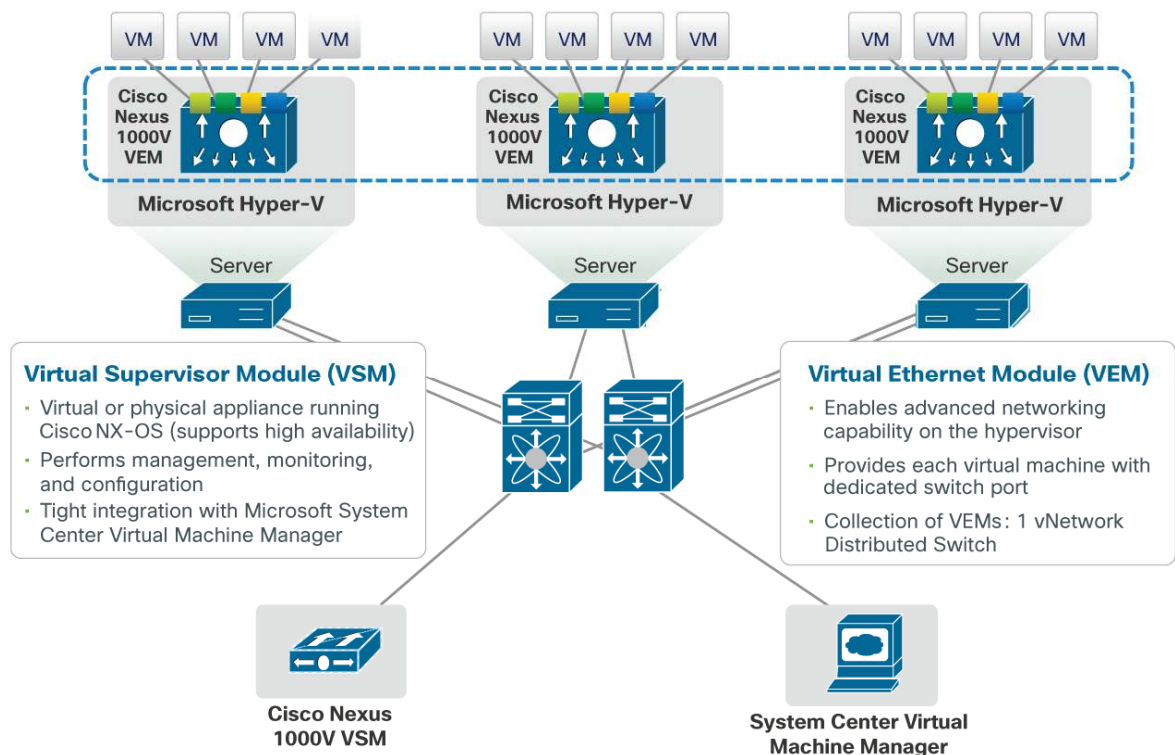 VM VM VM VM
VM VM VM VM
VM VM VM VM
Cisco
Nexus
1000V
VEM
Microsoft Hyper-V
Cisco
Nexus
1000V
VEM
Microsoft Hyper-V
Cisco
Nexus
1000V
VEM
Microsoft Hyper-V
Server
Server
Server
Virtual Supervisor Module (VSM)
· Virtual or physical appliance running
Cisco NX-OS (supports high availability)
· Performs management, monitoring,
and configuration
· Tight integration with Microsoft System
Center Virtual Machine Manager
Virtual Ethernet Module (VEM)
· Enables advanced networking
capability on the hypervisor
· Provides each virtual machine with
dedicated switch port
· Collection of VEMs: 1 vNetwork
Distributed Switch
Cisco Nexus
1000V VSM
System Center Virtual
Machine Manager